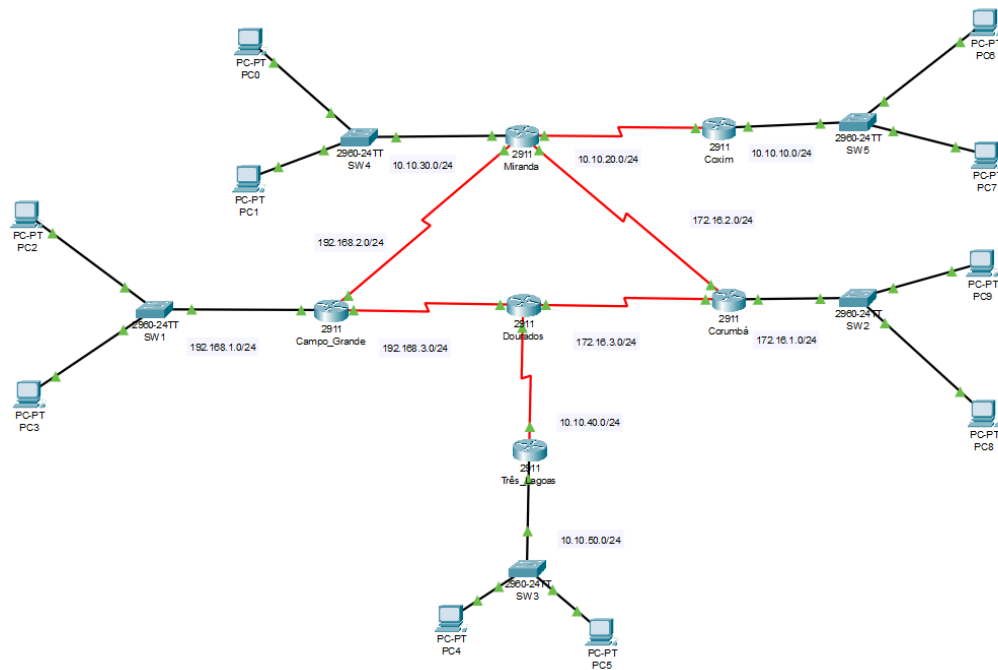 PC-PT
PC0
PC-PT
PC6
2960-24TT
SW4
10.10.30.0/24
2911
Miranda
10.10.20.0/24
2911
Coxim
10.10.10.0/24
2960-24TT
SW5
PC-PT
PC1
PC-PT
PC7
PC-PT
PC2
192.168.2.0/24
172.16.2.0/24
PC-PT
PC9
2960-24TT
SW1
192.168.1.0/24
2911
Campo_Grande
192.168.3.0/24
2911
Dourados
172.16.3.0/24
2911
Corumbá
172.16.1.0/24
2960-24TT
SW2
PC-PT
PC3
PC-PT
PC8
10.10.40.0/24
2911
Três_Lagoas
10.10.50.0/24
2960-24TT
SW3
PC-PT
PC4
PC-PT
PC5